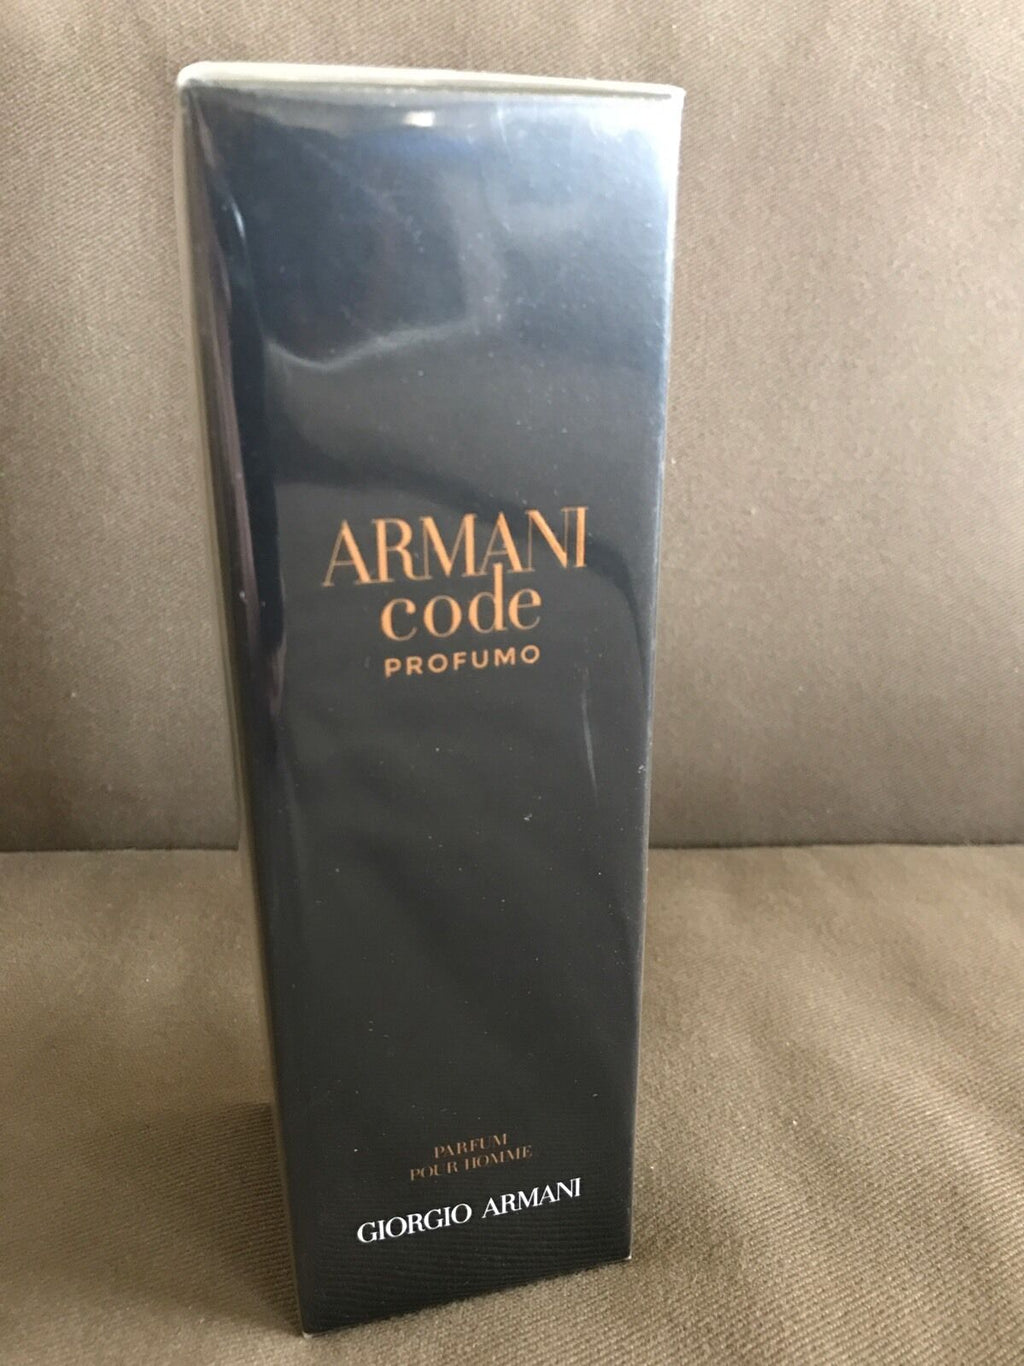 ARMANI
code
PROFUMO
PARFUM
POUR HOMME
GIORGIO ARMANI